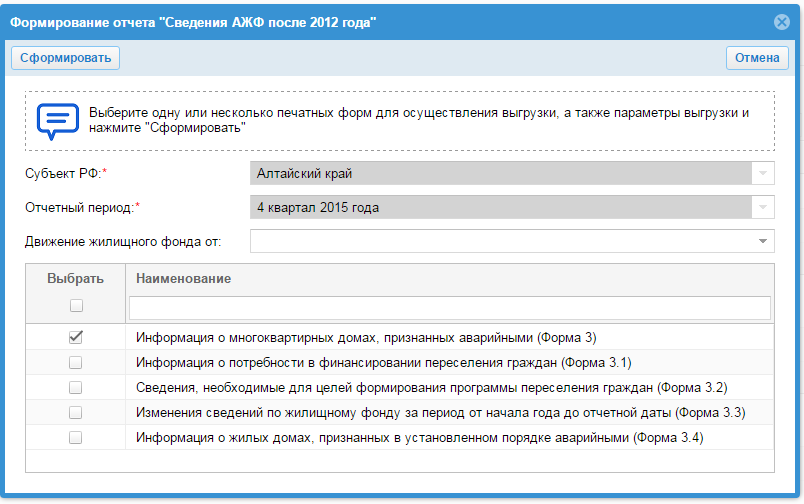 Формирование отчета "Сведения АЖФ после 2012 года"
Сформировать
Отмена
Выберите одну или несколько печатных форм для осуществления выгрузки, а также параметры выгрузки и
нажмите "Сформировать"
Субъект РФ:* Алтайский край
Отчетный период:* 4 квартал 2015 года
Движение жилищного фонда от:
Выбрать Наименование
Информация о многоквартирных домах, признанных аварийными (Форма 3)
Информация о потребности в финансировании переселения граждан (Форма 3.1)
Сведения, необходимые для целей формирования программы переселения граждан (Форма 3.2)
Изменения сведений по жилищному фонду за период от начала года до отчетной даты (Форма 3.3)
Информация о жилых домах, признанных в установленном порядке аварийными (Форма 3.4)